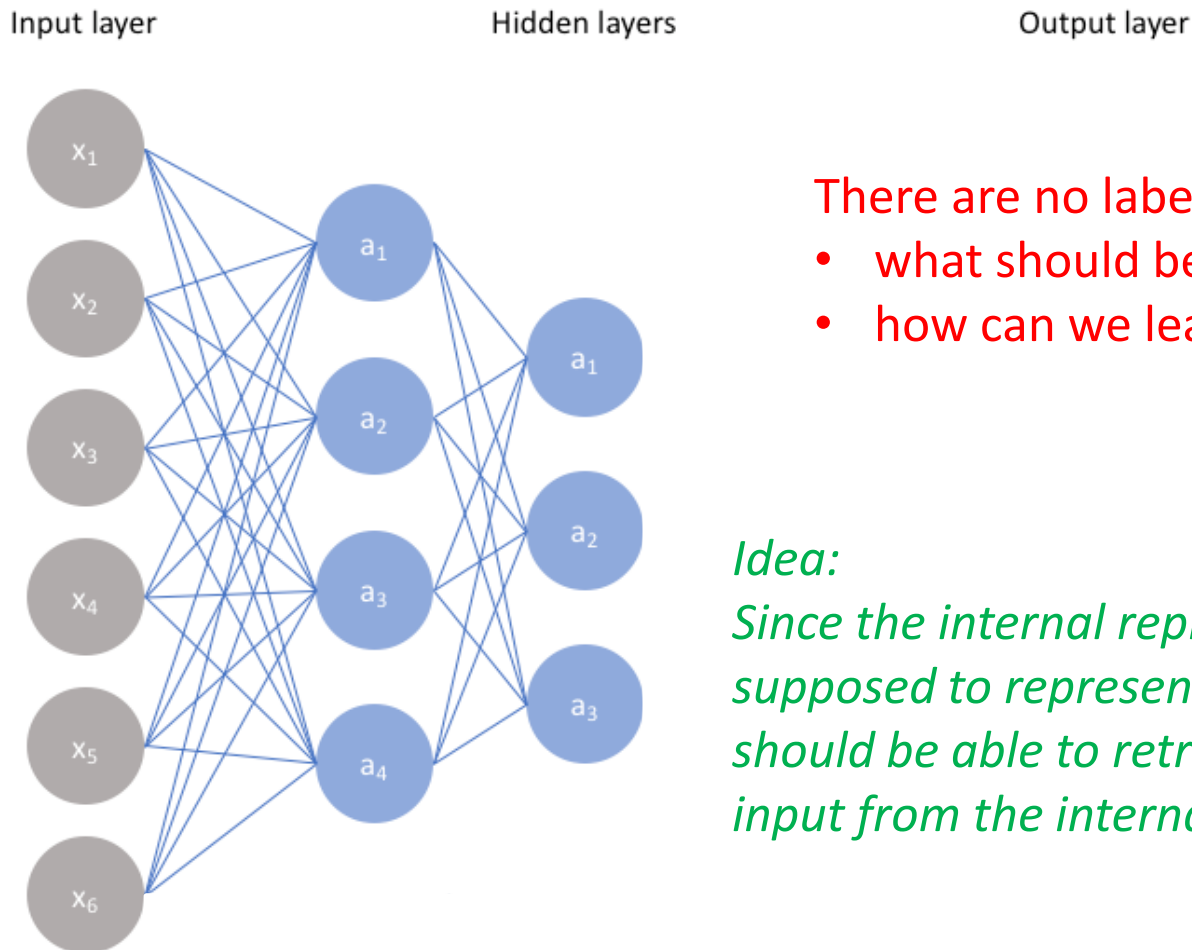 Input layer
Hidden layers
Output layer
x1
x2
x3
x4
x5
x6
a1
a2
a3
a4
a1
a2
a3
There are no labe
• what should be
• how can we lea
Idea:
Since the internal repr
supposed to represen
should be able to retr
input from the interna